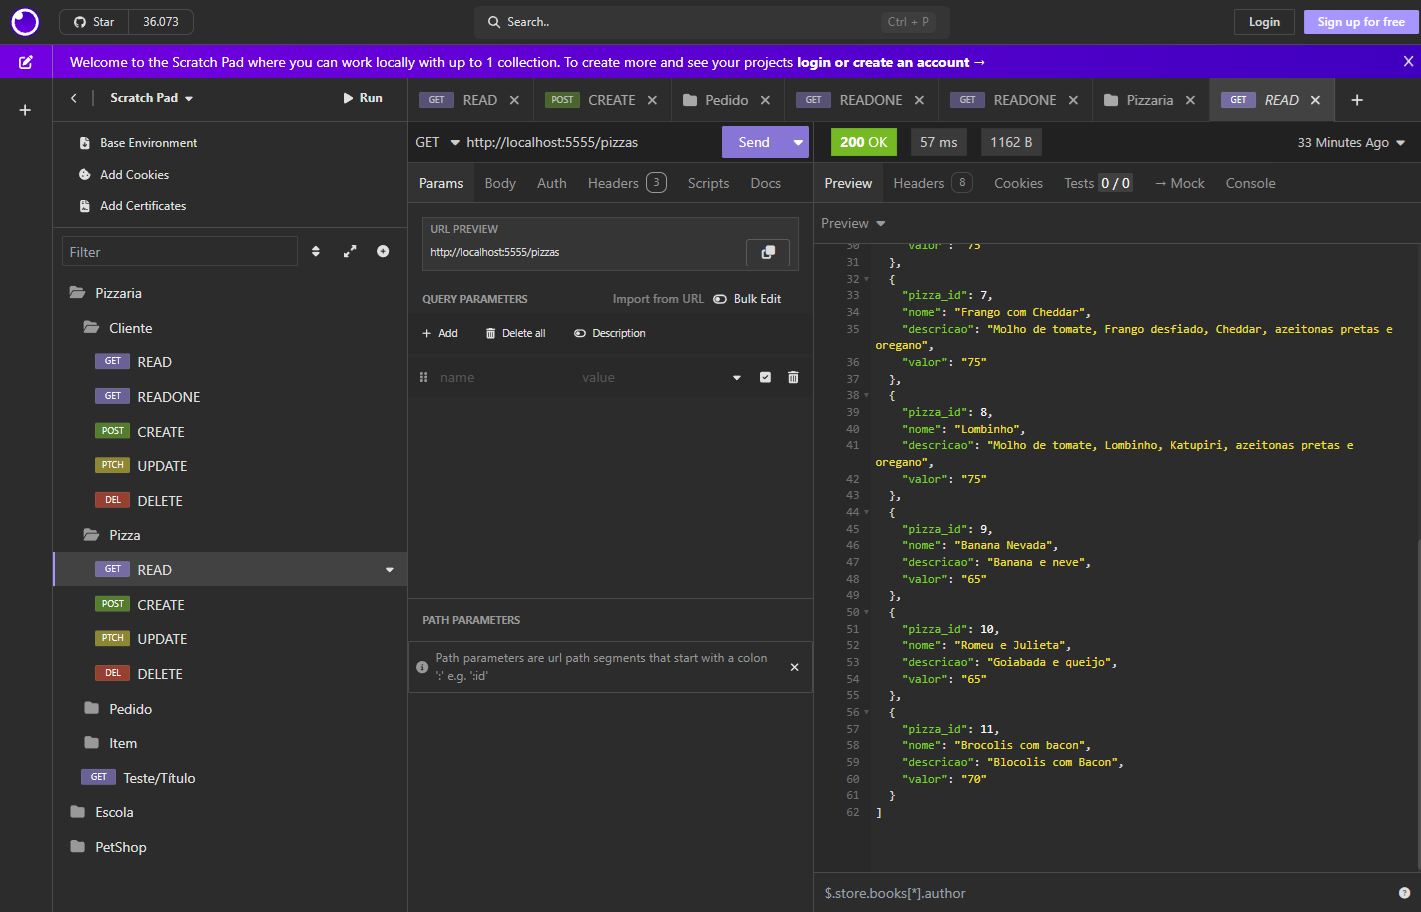 Star 36.073
Search.. Ctrl + P
Login Sign up for free
Welcome to the Scratch Pad where you can work locally with up to 1 collection. To create more and see your projects login or create an account → X
Scratch Pad Run
Base Environment
Add Cookies
Add Certificates
Filter
Pizzaria
Cliente
GET READ
GET READONE
POST CREATE
PTCH UPDATE
DEL DELETE
Pizza
GET READ
POST CREATE
PTCH UPDATE
DEL DELETE
Pedido
Item
GET Teste/Título
Escola
PetShop
GET READ POST CREATE Pedido GET READONE GET READONE Pizzaria GET READ
GET http://localhost:5555/pizzas Send
Params Body Auth Headers 3 Scripts Docs
URL PREVIEW
http://localhost:5555/pizzas
QUERY PARAMETERS Import from URL Bulk Edit
Add Delete all Description
name value
PATH PARAMETERS
Path parameters are url path segments that start with a colon
':' e.g. ':id'
200 OK 57 ms 1162 B 33 Minutes Ago
Preview Headers 8 Cookies Tests 0 / 0 → Mock Console
Preview
30 "valor": "75"
31 },
32 {
33 "pizza_id": 7,
34 "nome": "Frango com Cheddar",
35 "descricao": "Molho de tomate, Frango desfiado, Cheddar, azeitonas pretas e
oregano",
36 "valor": "75"
37 },
38 {
39 "pizza_id": 8,
40 "nome": "Lombinho",
41 "descricao": "Molho de tomate, Lombinho, Katupiri, azeitonas pretas e
oregano",
42 "valor": "75"
43 },
44 {
45 "pizza_id": 9,
46 "nome": "Banana Nevada",
47 "descricao": "Banana e neve",
48 "valor": "65"
49 },
50 {
51 "pizza_id": 10,
52 "nome": "Romeu e Julieta",
53 "descricao": "Goiabada e queijo",
54 "valor": "65"
55 },
56 {
57 "pizza_id": 11,
58 "nome": "Brocolis com bacon",
59 "descricao": "Blocolis com Bacon",
60 "valor": "70"
61 }
62 ]
$.store.books[*].author